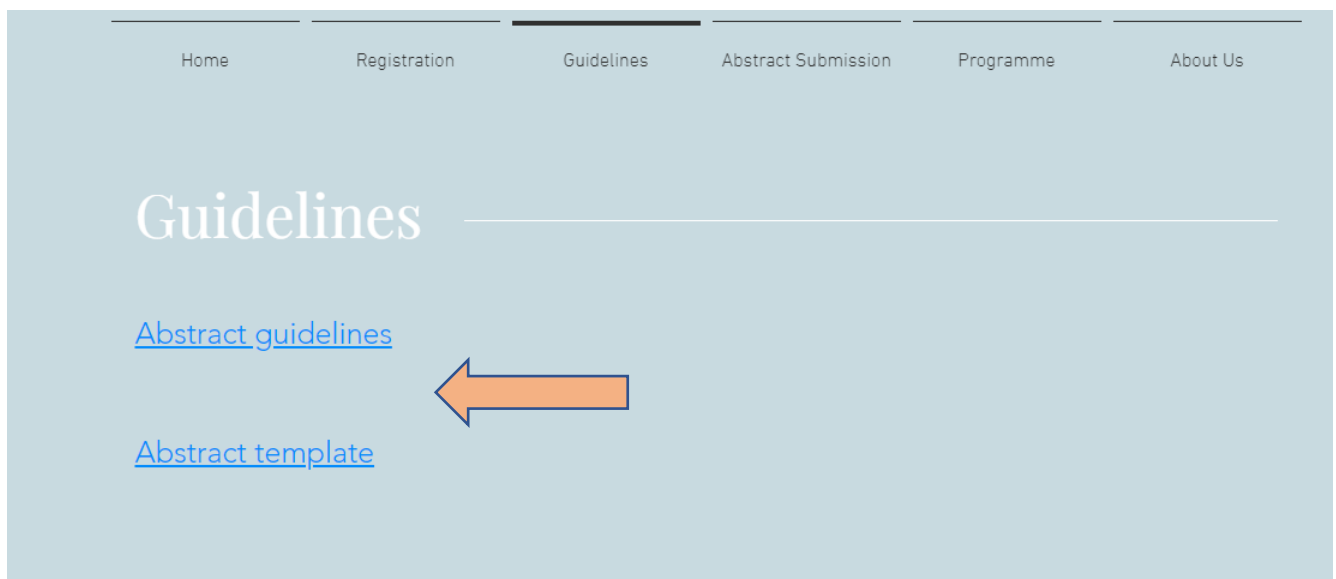 Home Registration Guidelines Abstract Submission Programme About Us
Guidelines
Abstract guidelines
Abstract template